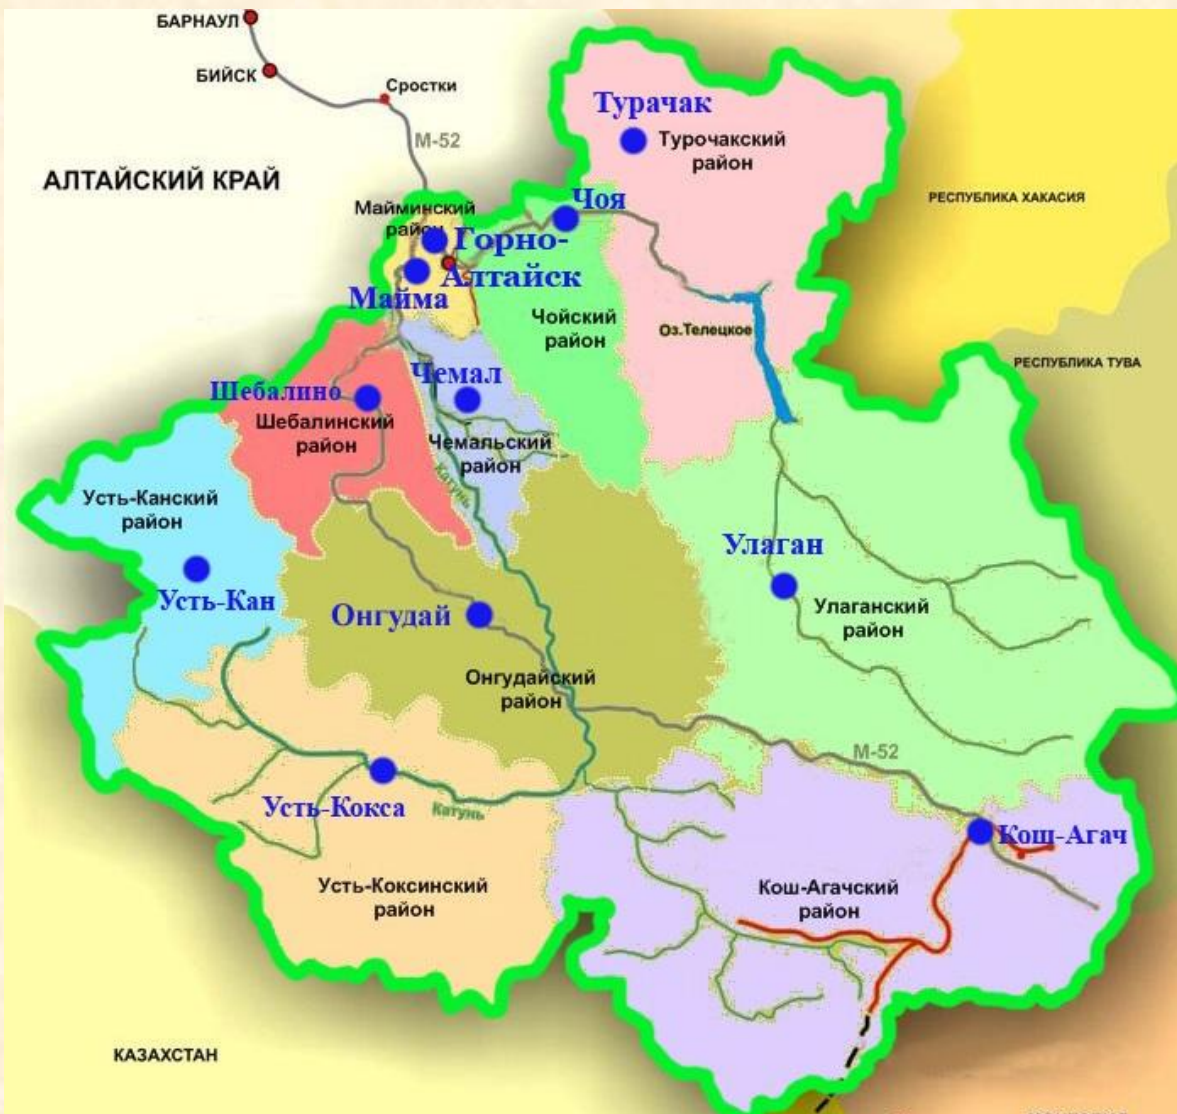 БАРНАУЛ
БИЙСК
Сростки
М-52
АЛТАЙСКИЙ КРАЙ
Турачак
Турочакский
район
РЕСПУБЛИКА ХАКАСИЯ
Чоя
Майминский
район
Горно-
Алтайск
Майма
Чойский
район
Оз.Телецкое
РЕСПУБЛИКА ТУВА
Шебалино
Чемал
Шебалинский
район
Чемальский
район
Катунь
Усть-Канский
район
Усть-Кан
Улаган
Улаганский
район
Онгудай
Онгудайский
район
М-52
Усть-Кокса
Катунь
Кош-Агач
Усть-Коксинский
район
Кош-Агачский
район
КАЗАХСТАН